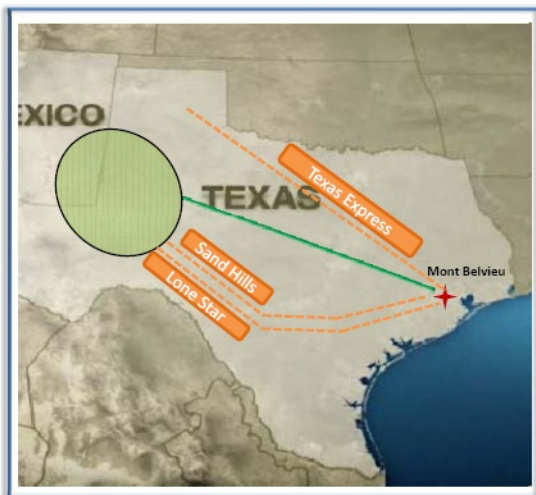 EXICO
TEXAS
Texas Express
Sand Hills
Lone Star
Mont Belvieu